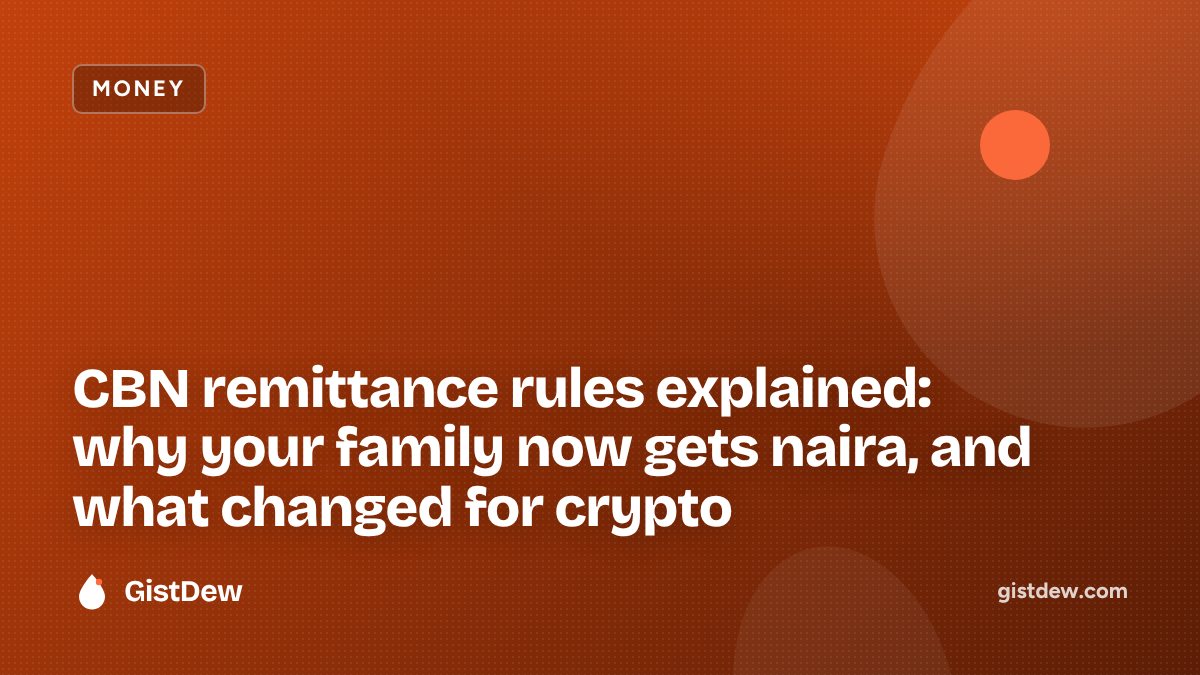 MONEY
CBN remittance rules explained:
why your family now gets naira, and
what changed for crypto
GistDew
gistdew.com